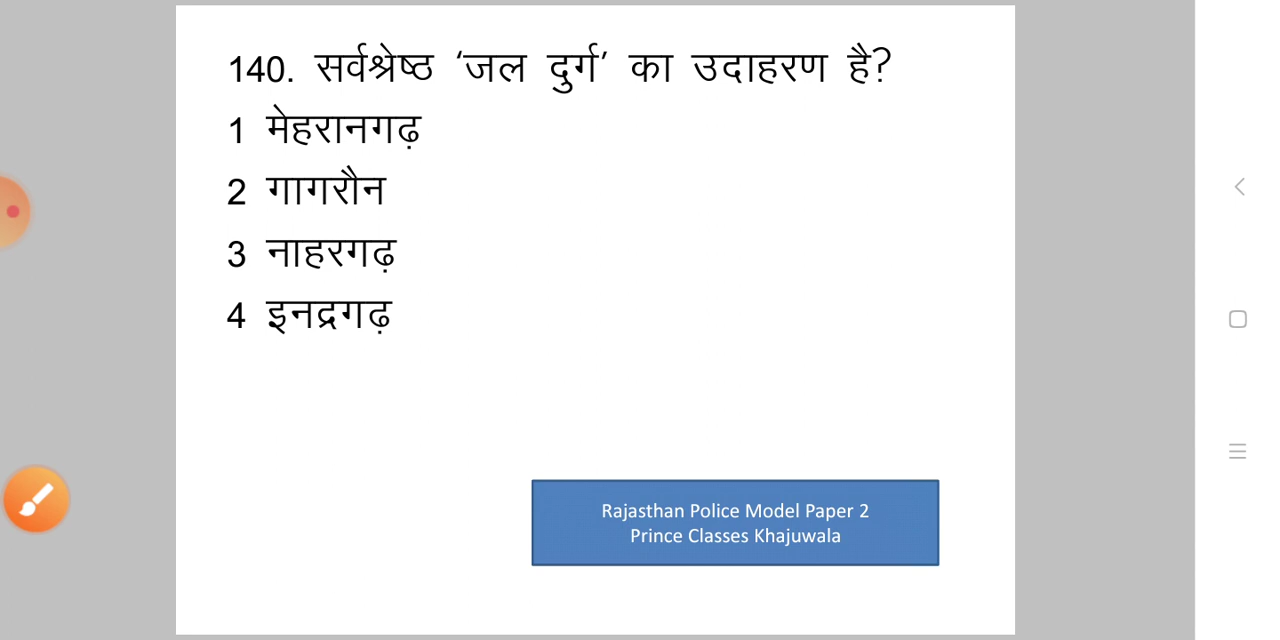 140. सर्वश्रेष्ठ ‘जल दुर्ग’ का उदाहरण है?
1 मेहरानगढ़
2 गागरौन
3 नाहरगढ़
4 इनद्रगढ़
Rajasthan Police Model Paper 2
Prince Classes Khajuwala